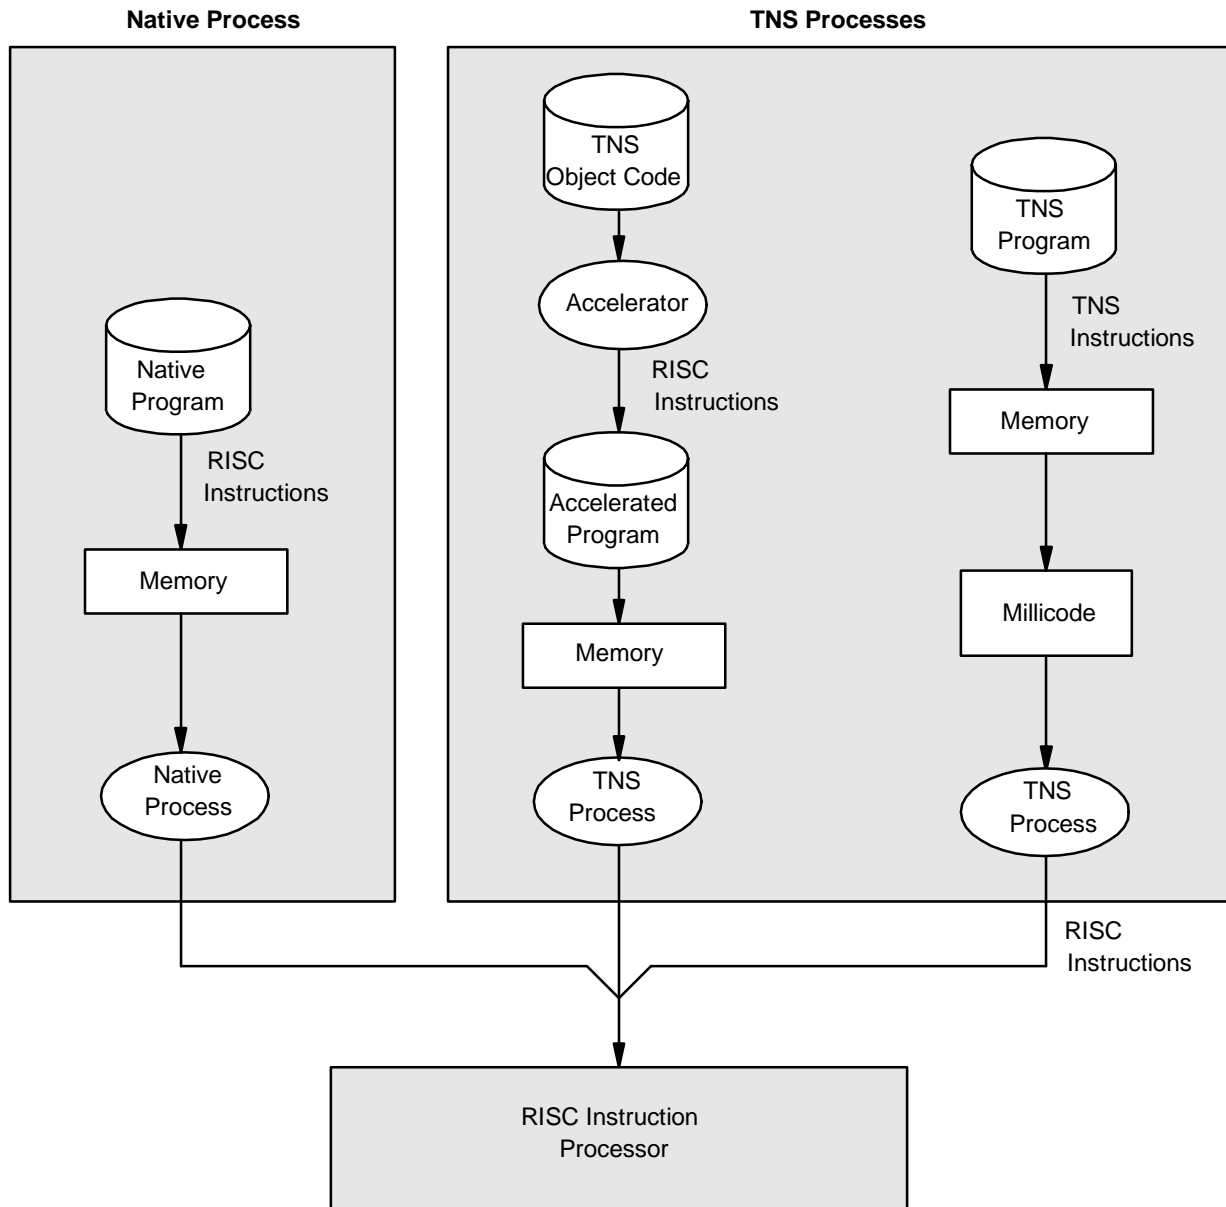 Native Process
TNS Processes
Native
Program
RISC
Instructions
Memory
Native
Process
TNS
Object Code
Accelerator
RISC
Instructions
Accelerated
Program
Memory
TNS
Process
TNS
Program
TNS
Instructions
Memory
Millicode
TNS
Process
RISC
Instructions
RISC Instruction
Processor